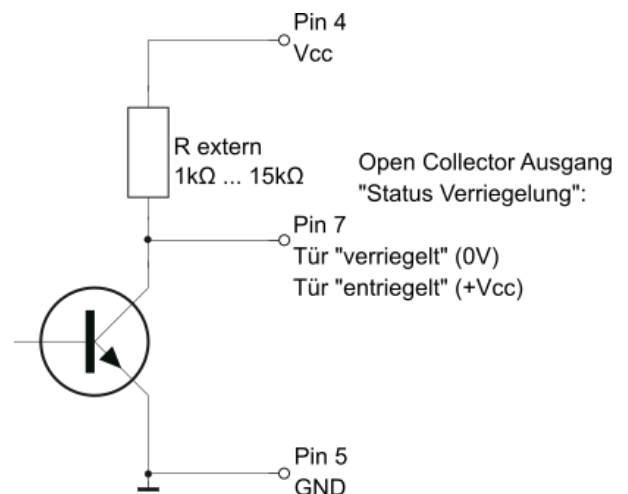 Pin 4
Vcc
R extern
1kΩ ... 15kΩ
Open Collector Ausgang
"Status Verriegelung":
Pin 7
Tür "verriegelt" (0V)
Tür "entriegelt" (+Vcc)
Pin 5
GND